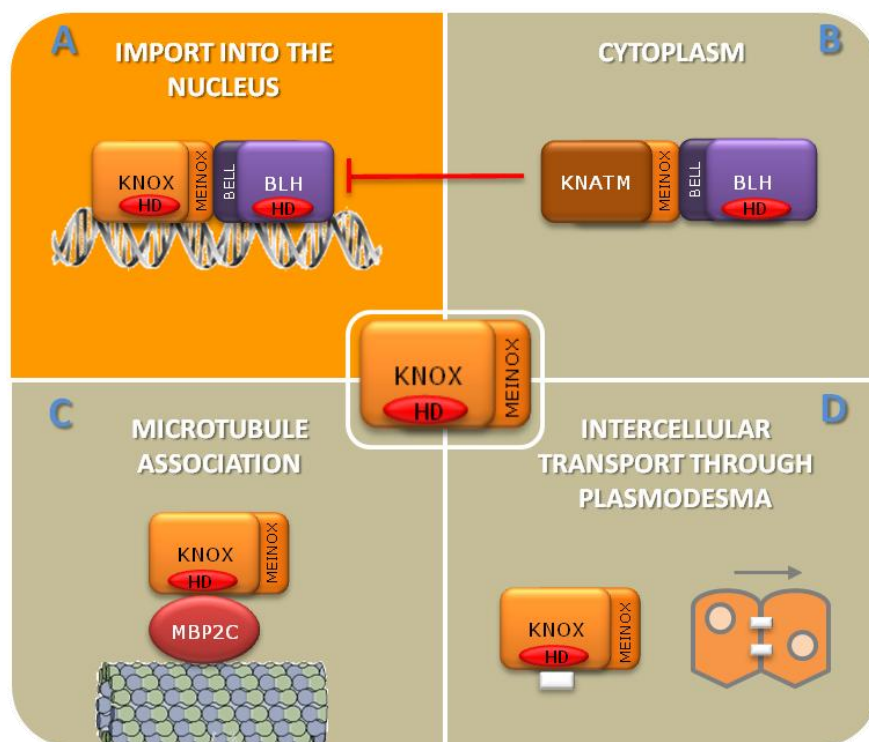 A
IMPORT INTO THE
NUCLEUS
KNOX
HD
MEINOX
BELL
BLH
HD
B
CYTOPLASM
KNATM
MEINOX
BELL
BLH
HD
KNOX
HD
MEINOX
C
MICROTUBULE
ASSOCIATION
KNOX
HD
MEINOX
MBP2C
D
INTERCELLULAR
TRANSPORT THROUGH
PLASMODESMA
KNOX
HD
MEINOX